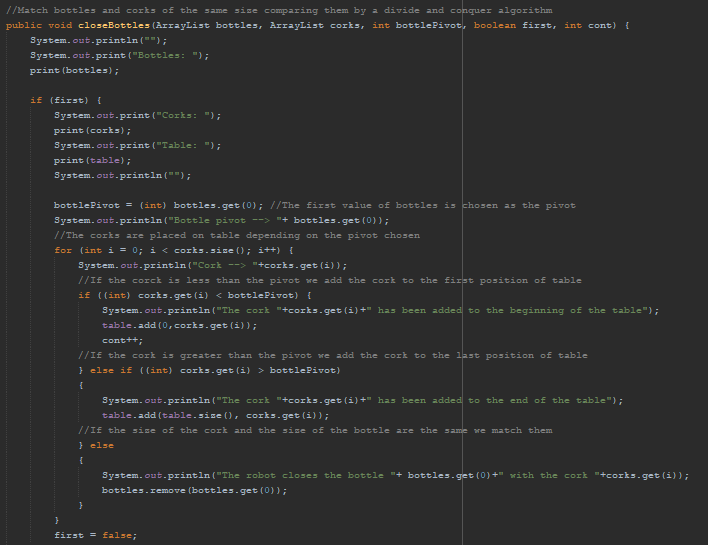 //Match bottles and corks of the same size comparing them by a divide and conquer algorithm
public void closeBottles(ArrayList bottles, ArrayList corks, int bottlePivot, boolean first, int cont) {
System.out.println("");
System.out.print("Bottles: ");
print(bottles);
if (first) {
System.out.print("Corks: ");
print(corks);
System.out.print("Table: ");
print(table);
System.out.println("");
bottlePivot = (int) bottles.get(0); //The first value of bottles is chosen as the pivot
System.out.println("Bottle pivot --> "+ bottles.get(0));
//The corks are placed on table depending on the pivot chosen
for (int i = 0; i < corks.size(); i++) {
System.out.println("Cork --> "+corks.get(i));
//If the corck is less than the pivot we add the cork to the first position of table
if ((int) corks.get(i) < bottlePivot) {
System.out.println("The cork "+corks.get(i)+" has been added to the beginning of the table");
table.add(0,corks.get(i));
cont++;
//If the cork is greater than the pivot we add the cork to the last position of table
} else if ((int) corks.get(i) > bottlePivot)
{
System.out.println("The cork "+corks.get(i)+" has been added to the end of the table");
table.add(table.size(), corks.get(i));
//If the size of the cork and the size of the bottle are the same we match them
} else
{
System.out.println("The robot closes the bottle "+ bottles.get(0)+" with the cork "+corks.get(i));
bottles.remove(bottles.get(0));
}
}
first = false;